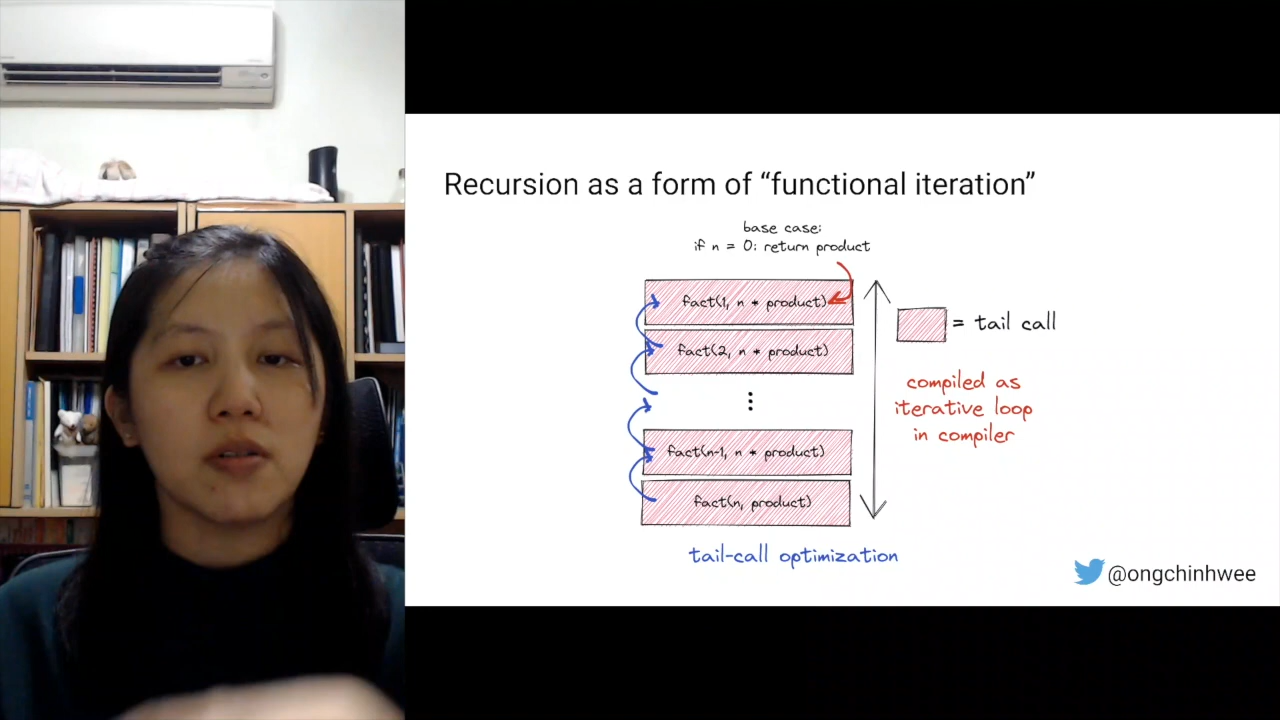 Recursion as a form of “functional iteration”
base case:
if n = 0: return product
fact(1, n * product)
fact(2, n * product)
⋮
fact(n-1, n * product)
fact(n, product)
= tail call
compiled as
iterative loop
in compiler
tail-call optimization
@ongchinhwee